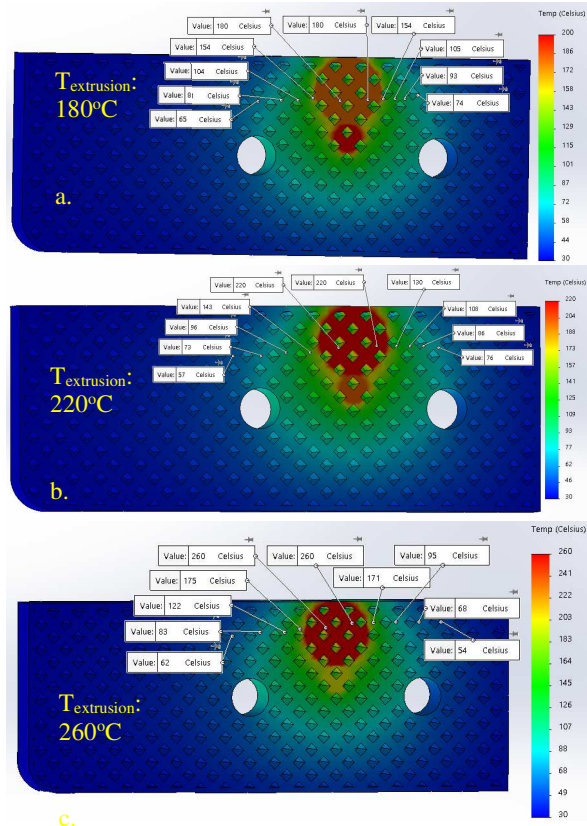 Temp (Celsius)
Value: 180 Celsius
Value: 180 Celsius
Value: 154 Celsius
Value: 154 Celsius
Value: 105 Celsius
Value: 104 Celsius
Value: 93 Celsius
Value: Celsius
Value: 74 Celsius
Value: 65 Celsius
Textrusion:
180oC
a.
200
186
172
158
143
129
115
101
87
72
58
44
30
Temp (Celsius)
Value: 220 Celsius
Value: 220 Celsius
Value: 130 Celsius
Value: 143 Celsius
Value: 108 Celsius
Value: 96 Celsius
Value: 86 Celsius
Value: 73 Celsius
Value: 76 Celsius
Value: 57 Celsius
Textrusion:
220oC
b.
220
204
188
173
157
141
125
109
93
78
62
46
30
Temp (Celsius)
Value: 260 Celsius
Value: 260 Celsius
Value: 95 Celsius
Value: 175 Celsius
Value: 171 Celsius
Value: 122 Celsius
Value: 68 Celsius
Value: 83 Celsius
Value: 54 Celsius
Value: 62 Celsius
Textrusion:
260oC
c.
260
241
222
203
183
164
145
126
107
88
68
49
30